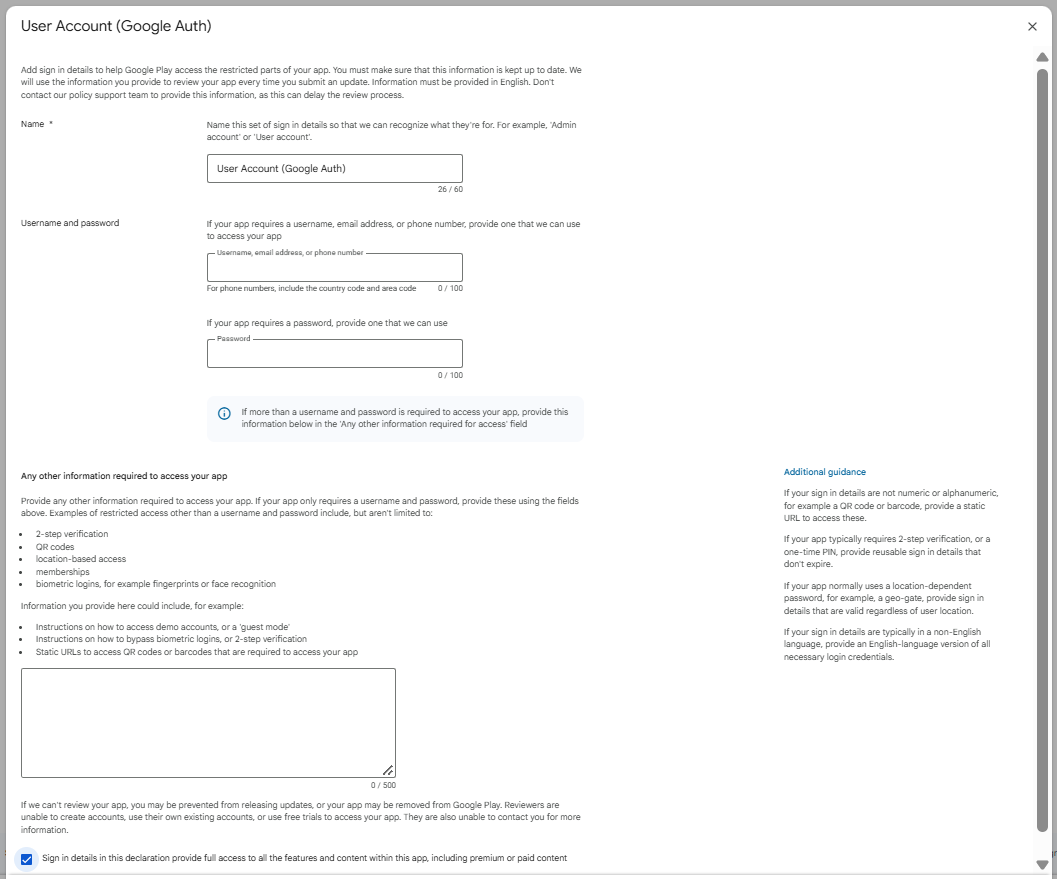 User Account (Google Auth)
Add sign in details to help Google Play access the restricted parts of your app. You must make sure that this information is kept up to date. We
will use the information you provide to review your app every time you submit an update. Information must be provided in English. Don't
contact our policy support team to provide this information, as this can delay the review process.
Name *
Name this set of sign in details so that we can recognize what they're for. For example, 'Admin
account' or 'User account'.
User Account (Google Auth)
26 / 60
Username and password
If your app requires a username, email address, or phone number, provide one that we can use
to access your app
Username, email address, or phone number
For phone numbers, include the country code and area code 0 / 100
If your app requires a password, provide one that we can use
Password
0 / 100
If more than a username and password is required to access your app, provide this
information below in the 'Any other information required for access' field
Any other information required to access your app
Provide any other information required to access your app. If your app only requires a username and password, provide these using the fields
above. Examples of restricted access other than a username and password include, but aren't limited to:
• 2-step verification
• QR codes
• location-based access
• memberships
• biometric logins, for example fingerprints or face recognition
Information you provide here could include, for example:
• Instructions on how to access demo accounts, or a 'guest mode'
• Instructions on how to bypass biometric logins, or 2-step verification
• Static URLs to access QR codes or barcodes that are required to access your app
0 / 500
If we can't review your app, you may be prevented from releasing updates, or your app may be removed from Google Play. Reviewers are
unable to create accounts, use their own existing accounts, or use free trials to access your app. They are also unable to contact you for more
information.
Sign in details in this declaration provide full access to all the features and content within this app, including premium or paid content
Additional guidance
If your sign in details are not numeric or alphanumeric,
for example a QR code or barcode, provide a static
URL to access these.
If your app typically requires 2-step verification, or a
one-time PIN, provide reusable sign in details that
don't expire.
If your app normally uses a location-dependent
password, for example, a geo-gate, provide sign in
details that are valid regardless of user location.
If your sign in details are typically in a non-English
language, provide an English-language version of all
necessary login credentials.